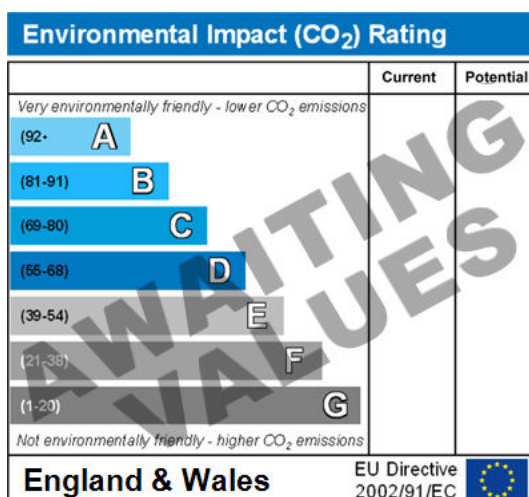 Environmental Impact (CO₂) Rating
Current Potential
Very environmentally friendly - lower CO₂ emissions
(92+ A
(81-91) B
(69-80) C
(55-68) D
(39-54) E
(21-38) F
(1-20) G
AWAITING
VALUES
Not environmentally friendly - higher CO₂ emissions
England & Wales
EU Directive
2002/91/EC